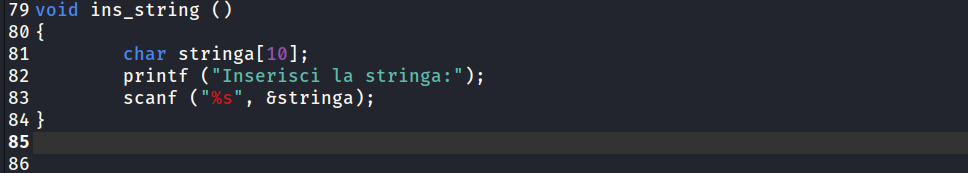 79 void ins_string ()
80 {
81         char stringa[10];
82         printf ("Inserisci la stringa:");
83         scanf ("%s", &stringa);
84 }
85
86